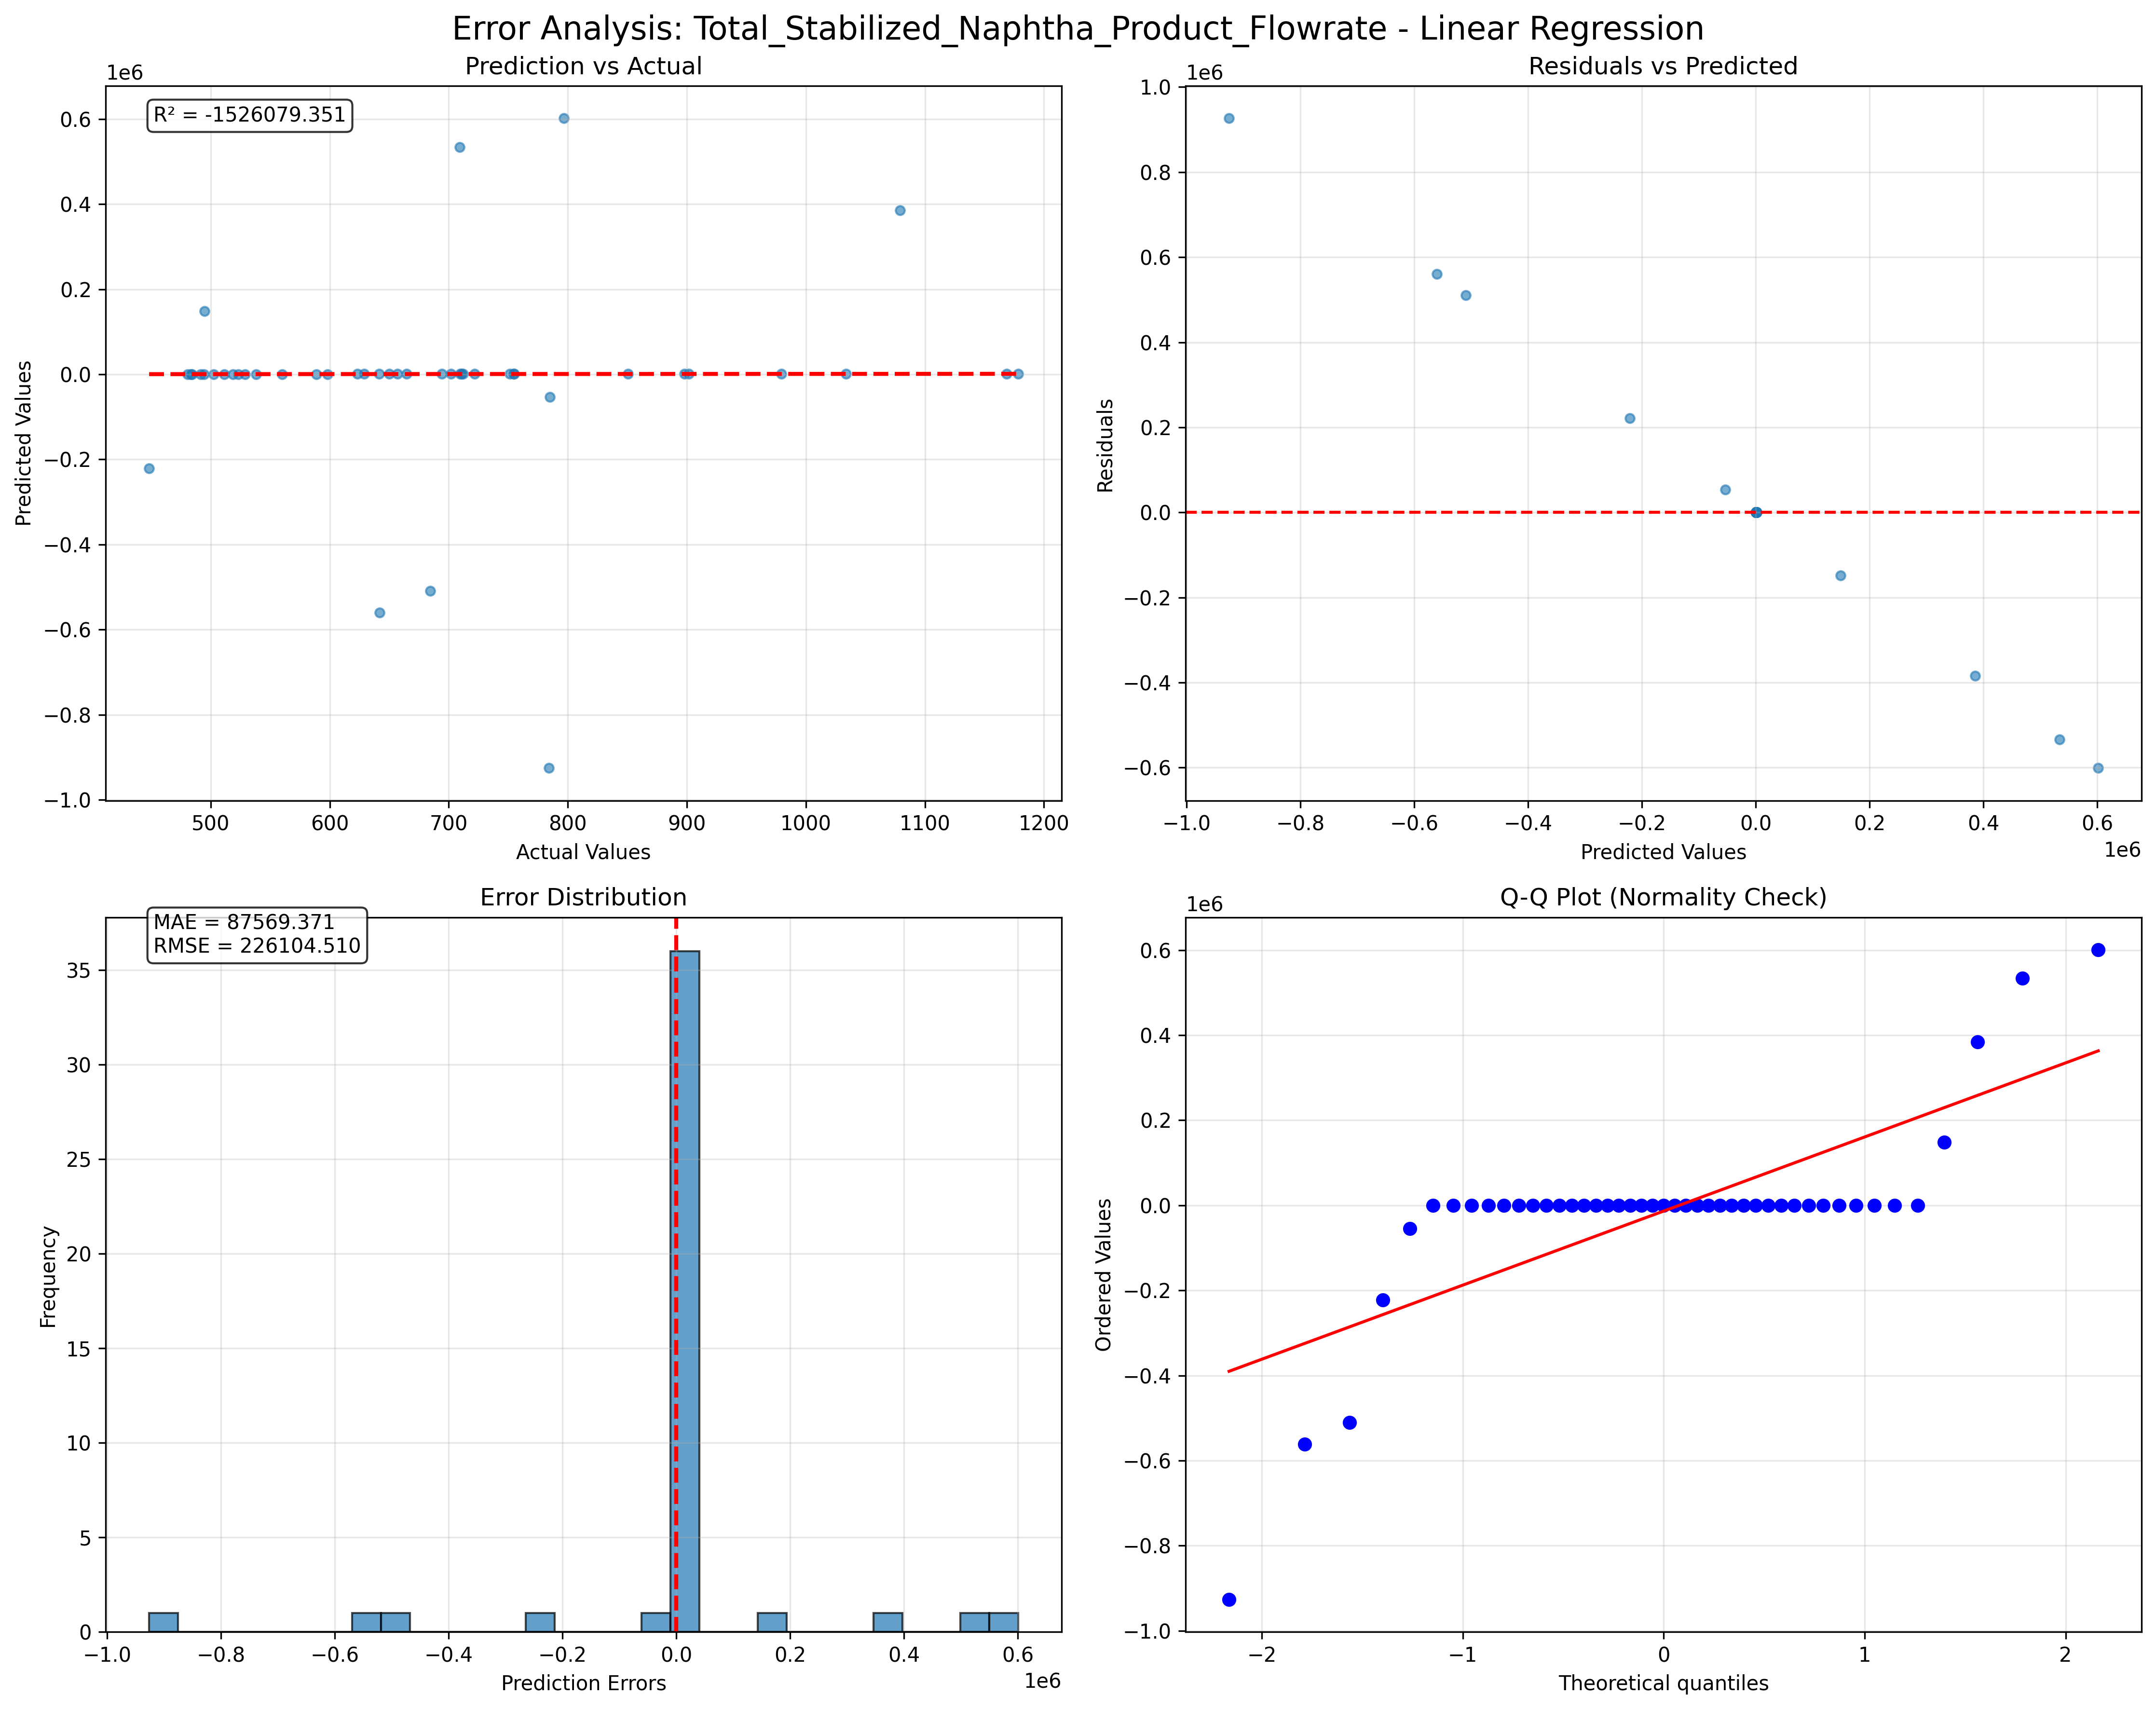 Error Analysis: Total_Stabilized_Naphtha_Product_Flowrate - Linear Regression
Prediction vs Actual
1e6
R² = -1526079.351
0.6
0.4
0.2
0.0
−0.2
−0.4
−0.6
−0.8
−1.0
Predicted Values
500 600 700 800 900 1000 1100 1200
Actual Values
Residuals vs Predicted
1e6
1.0
0.8
0.6
0.4
0.2
0.0
−0.2
−0.4
−0.6
Residuals
−1.0 −0.8 −0.6 −0.4 −0.2 0.0 0.2 0.4 0.6
1e6
Predicted Values
Error Distribution
MAE = 87569.371
RMSE = 226104.510
35
30
25
20
15
10
5
0
Frequency
−1.0 −0.8 −0.6 −0.4 −0.2 0.0 0.2 0.4 0.6
1e6
Prediction Errors
Q-Q Plot (Normality Check)
1e6
0.6
0.4
0.2
0.0
−0.2
−0.4
−0.6
−0.8
−1.0
Ordered Values
−2 −1 0 1 2
Theoretical quantiles